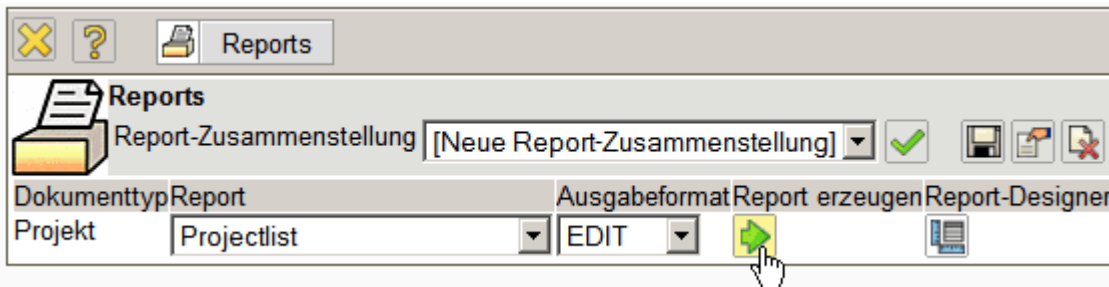 Reports
Reports
Report-Zusammenstellung [Neue Report-Zusammenstellung]
Dokumenttyp Report Ausgabeformat Report erzeugen Report-Designer
Projekt Projectlist EDIT